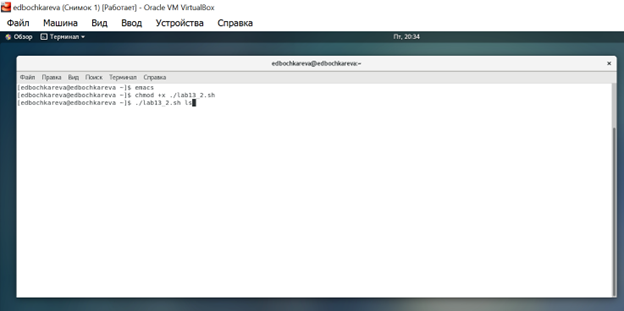 edbochkareva (Снимок 1) [Работает] - Oracle VM VirtualBox
Файл Машина Вид Ввод Устройства Справка
Обзор Терминал Пт, 20:34
edbochkareva@edbochkareva:~
Файл Правка Вид Поиск Терминал Справка
[edbochkareva@edbochkareva ~]$ emacs
[edbochkareva@edbochkareva ~]$ chmod +x ./lab13_2.sh
[edbochkareva@edbochkareva ~]$ ./lab13_2.sh ls